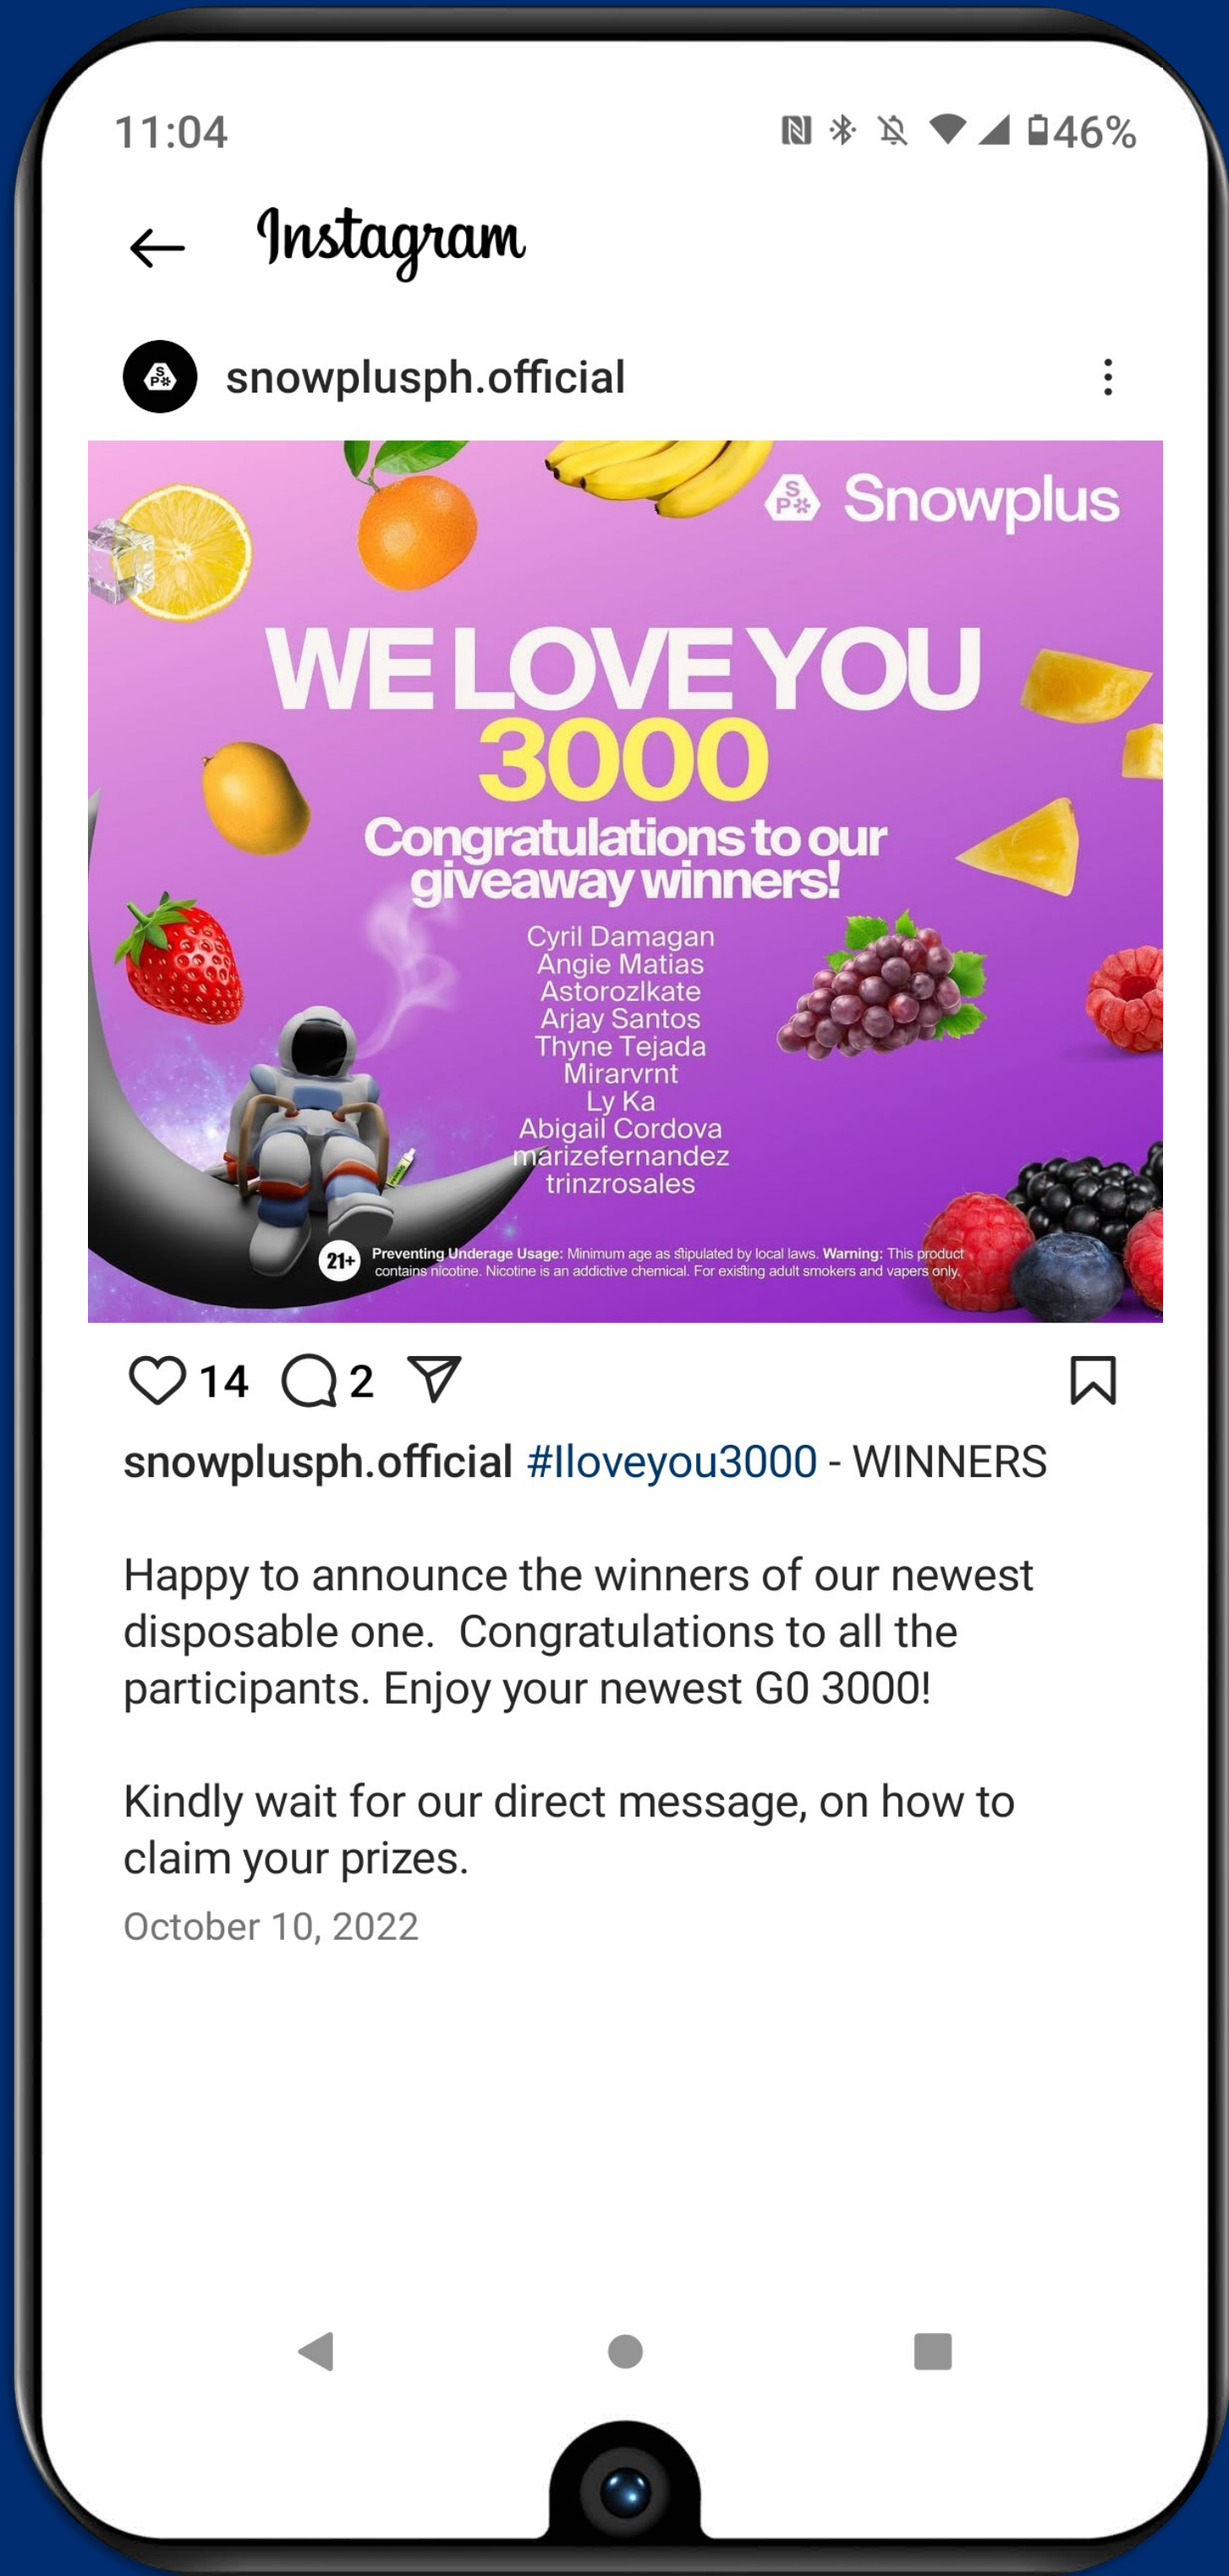 11:04
46%
Instagram
snowplusph.official
S
P
Snowplus
WE LOVE YOU
3000
Congratulations to our
giveaway winners!
Cyril Damagan
Angie Matias
Astorozlkate
Arjay Santos
Thyne Tejada
Mirarvrnt
Ly Ka
Abigail Cordova
marizefernandez
trinzrosales
21+ Preventing Underage Usage: Minimum age as stipulated by local laws. Warning: This product
contains nicotine. Nicotine is an addictive chemical. For existing adult smokers and vapers only.
14 2
snowplusph.official #Iloveyou3000 - WINNERS
Happy to announce the winners of our newest
disposable one.  Congratulations to all the
participants. Enjoy your newest G0 3000!
Kindly wait for our direct message, on how to
claim your prizes.
October 10, 2022